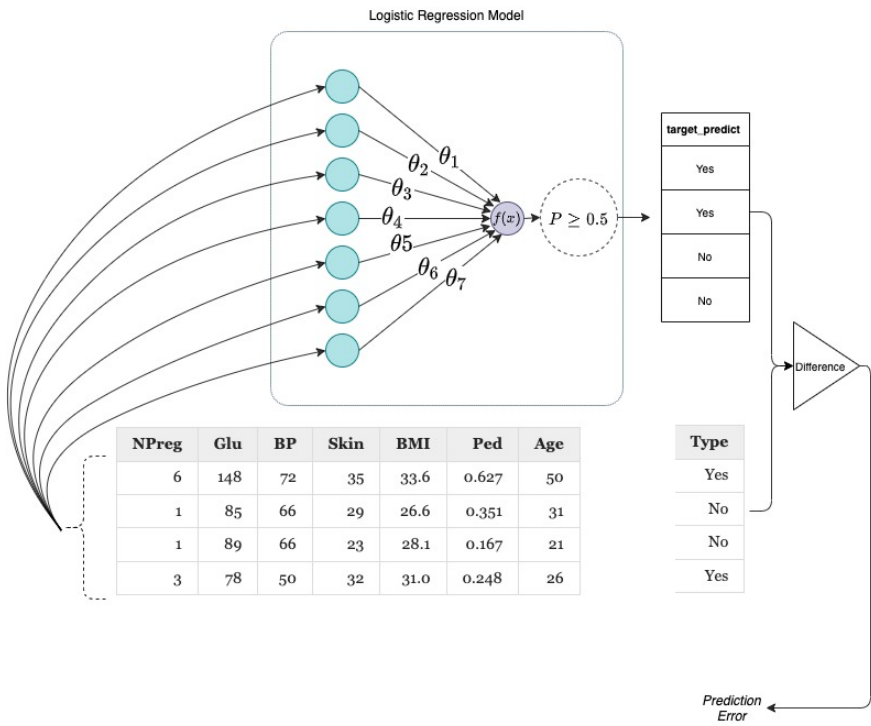 Logistic Regression Model
θ1
θ2
θ3
θ4
θ5
θ6
θ7
f(x)
P ≥ 0.5
target_predict
Yes
Yes
No
No
Difference
NPreg Glu BP Skin BMI Ped Age
6 148 72 35 33.6 0.627 50
1 85 66 29 26.6 0.351 31
1 89 66 23 28.1 0.167 21
3 78 50 32 31.0 0.248 26
Type
Yes
No
No
Yes
Prediction
Error